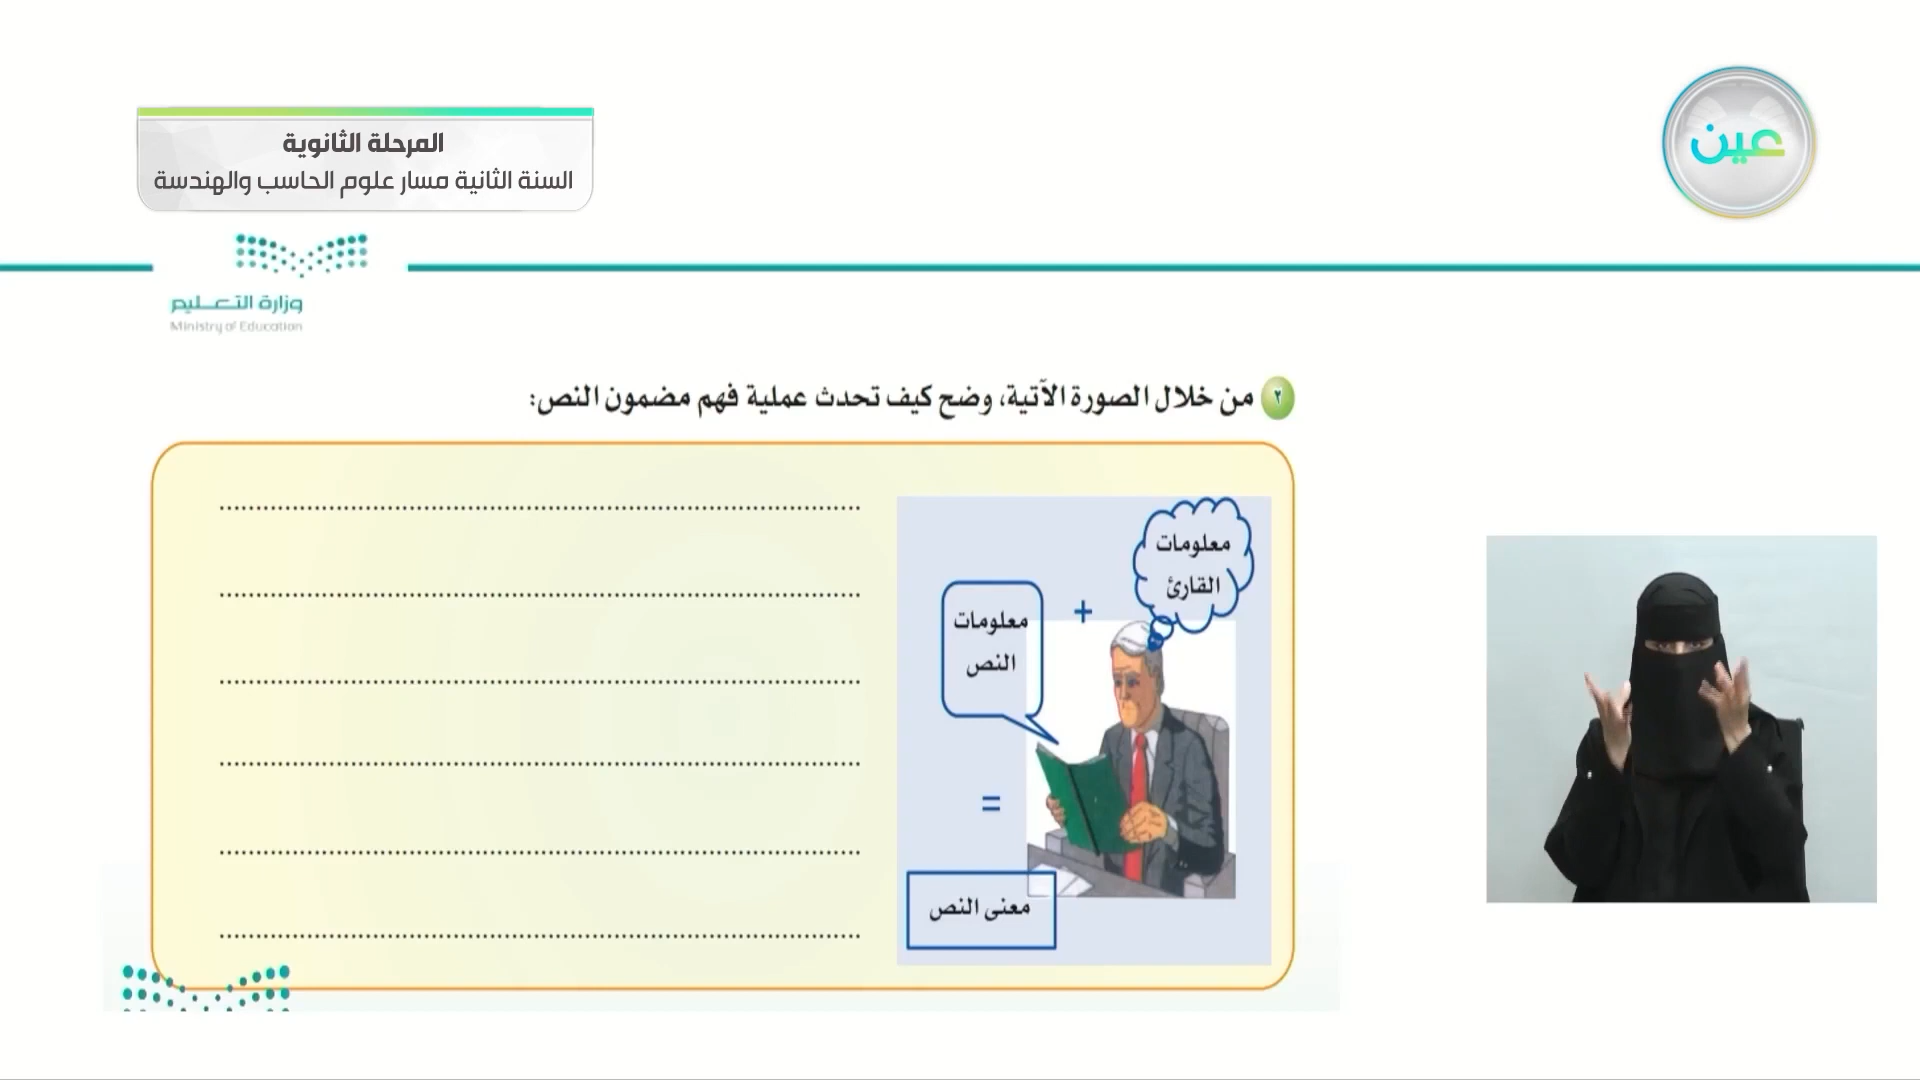 المرحلة الثانوية
السنة الثانية مسار علوم الحاسب والهندسة
عين
وزارة التعليم
Ministry of Education
٢ من خلال الصورة الآتية، وضح كيف تحدث عملية فهم مضمون النص:
معلومات
القارئ
+
معلومات
النص
=
معنى النص